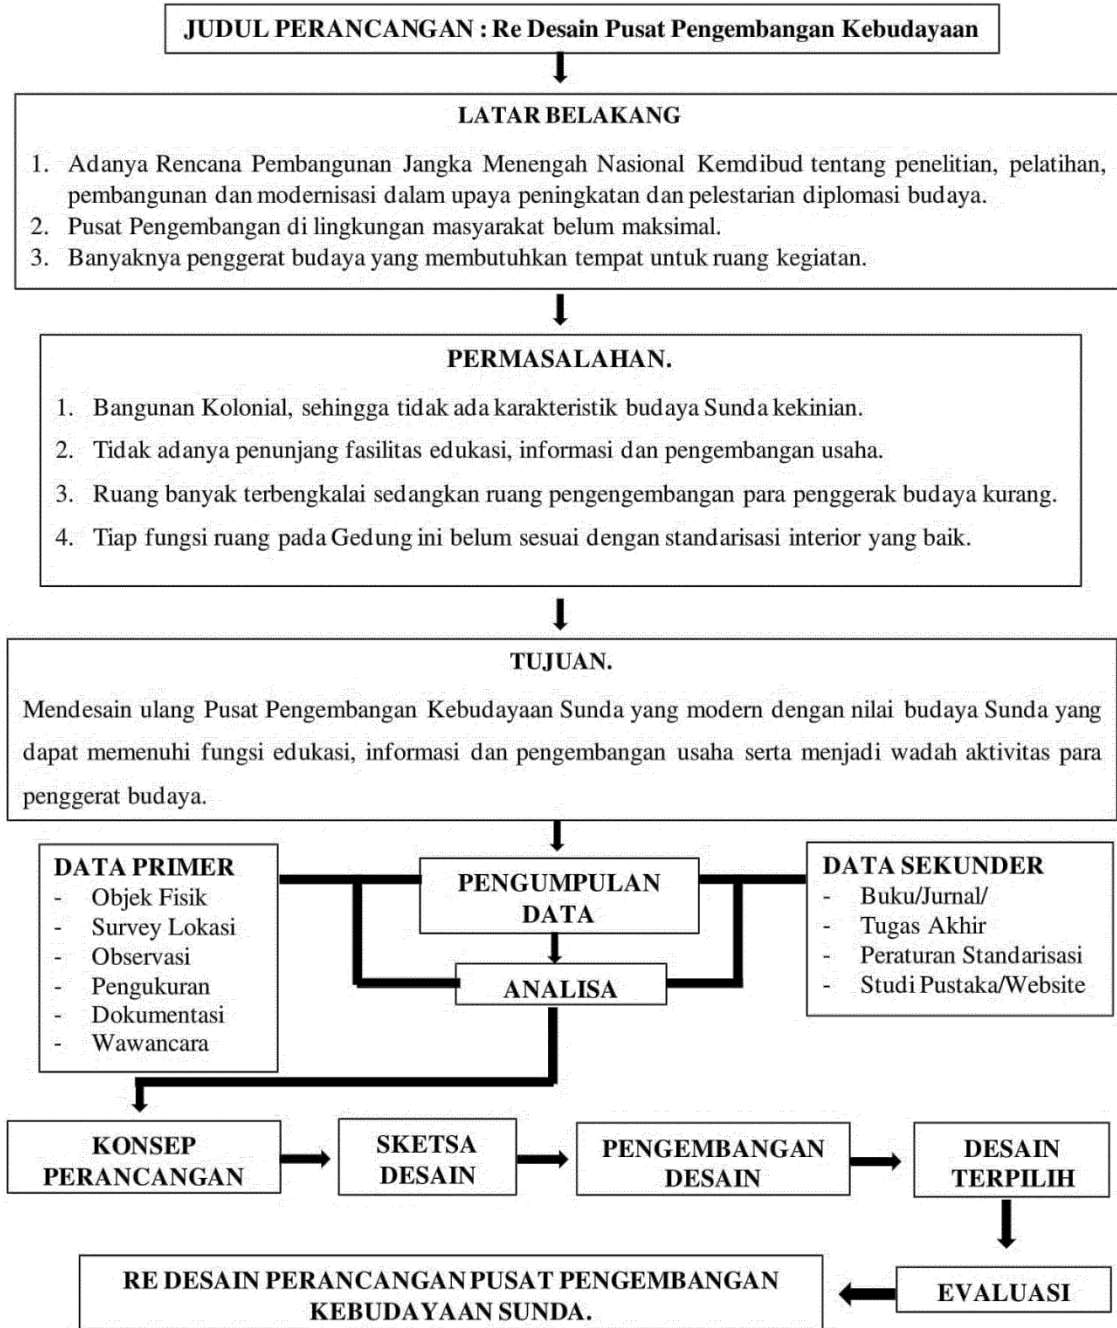 JUDUL PERANCANGAN : Re Desain Pusat Pengembangan Kebudayaan
LATAR BELAKANG
1. Adanya Rencana Pembangunan Jangka Menengah Nasional Kemdibud tentang penelitian, pelatihan,
pembangunan dan modernisasi dalam upaya peningkatan dan pelestarian diplomasi budaya.
2. Pusat Pengembangan di lingkungan masyarakat belum maksimal.
3. Banyaknya penggerat budaya yang membutuhkan tempat untuk ruang kegiatan.
PERMASALAHAN.
1. Bangunan Kolonial, sehingga tidak ada karakteristik budaya Sunda kekinian.
2. Tidak adanya penunjang fasilitas edukasi, informasi dan pengembangan usaha.
3. Ruang banyak terbengkalai sedangkan ruang pengengembangan para penggerak budaya kurang.
4. Tiap fungsi ruang pada Gedung ini belum sesuai dengan standarisasi interior yang baik.
TUJUAN.
Mendesain ulang Pusat Pengembangan Kebudayaan Sunda yang modern dengan nilai budaya Sunda yang
dapat memenuhi fungsi edukasi, informasi dan pengembangan usaha serta menjadi wadah aktivitas para
penggerat budaya.
DATA PRIMER
- Objek Fisik
- Survey Lokasi
- Observasi
- Pengukuran
- Dokumentasi
- Wawancara
PENGUMPULAN
DATA
ANALISA
DATA SEKUNDER
- Buku/Jurnal/
- Tugas Akhir
- Peraturan Standarisasi
- Studi Pustaka/Website
KONSEP
PERANCANGAN
SKETSA
DESAIN
PENGEMBANGAN
DESAIN
DESAIN
TERPILIH
EVALUASI
RE DESAIN PERANCANGAN PUSAT PENGEMBANGAN
KEBUDAYAAN SUNDA.